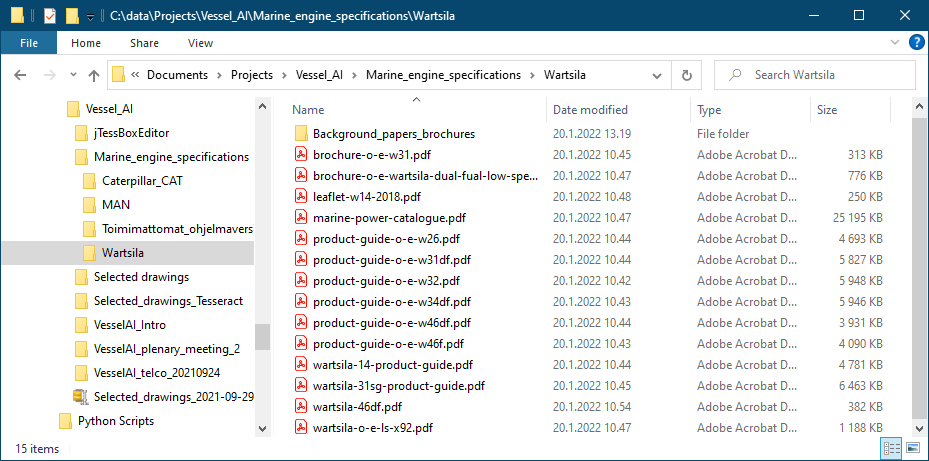 C:\data\Projects\Vessel_AI\Marine_engine_specifications\Wartsila
File Home Share View
« Documents Projects Vessel_AI Marine_engine_specifications Wartsila
Search Wartsila
Vessel_AI
jTessBoxEditor
Marine_engine_specifications
Caterpillar_CAT
MAN
Toimimattomat_ohjelmavers
Wartsila
Selected drawings
Selected_drawings_Tesseract
VesselAI_Intro
VesselAI_plenary_meeting_2
VesselAI_telco_20210924
Selected_drawings_2021-09-29
Python Scripts
Name Date modified Type Size
Background_papers_brochures 20.1.2022 13.19 File folder
brochure-o-e-w31.pdf 20.1.2022 10.45 Adobe Acrobat D... 313 KB
brochure-o-e-wartsila-dual-fual-low-spe... 20.1.2022 10.47 Adobe Acrobat D... 776 KB
leaflet-w14-2018.pdf 20.1.2022 10.48 Adobe Acrobat D... 250 KB
marine-power-catalogue.pdf 20.1.2022 10.47 Adobe Acrobat D... 25 195 KB
product-guide-o-e-w26.pdf 20.1.2022 10.44 Adobe Acrobat D... 4 693 KB
product-guide-o-e-w31df.pdf 20.1.2022 10.44 Adobe Acrobat D... 5 827 KB
product-guide-o-e-w32.pdf 20.1.2022 10.42 Adobe Acrobat D... 5 948 KB
product-guide-o-e-w34df.pdf 20.1.2022 10.43 Adobe Acrobat D... 5 946 KB
product-guide-o-e-w46df.pdf 20.1.2022 10.44 Adobe Acrobat D... 3 931 KB
product-guide-o-e-w46f.pdf 20.1.2022 10.43 Adobe Acrobat D... 4 090 KB
wartsila-14-product-guide.pdf 20.1.2022 10.44 Adobe Acrobat D... 4 781 KB
wartsila-31sg-product-guide.pdf 20.1.2022 10.45 Adobe Acrobat D... 6 463 KB
wartsila-46df.pdf 20.1.2022 10.54 Adobe Acrobat D... 382 KB
wartsila-o-e-ls-x92.pdf 20.1.2022 10.47 Adobe Acrobat D... 1 188 KB
15 items